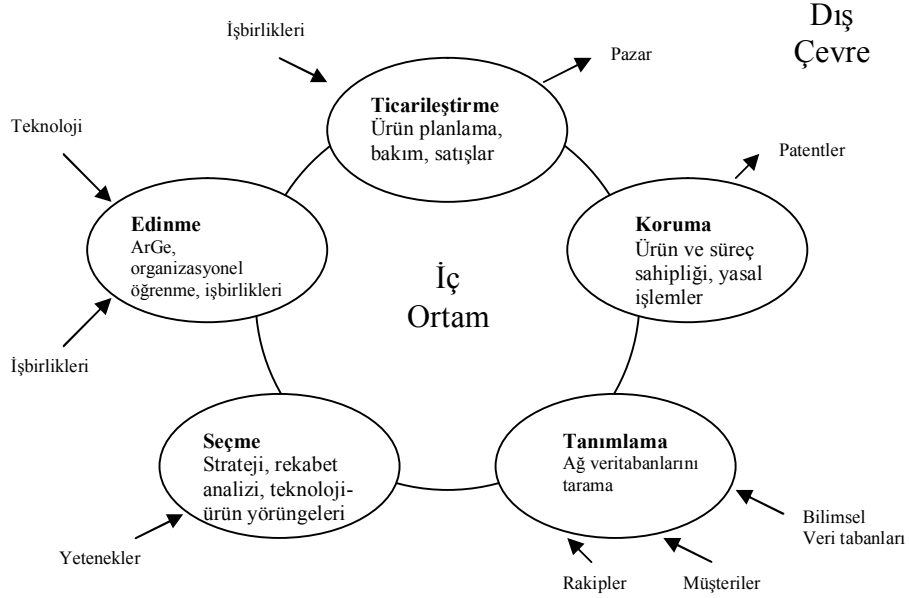 Dış
Çevre
İşbirlikleri
Pazar
Ticarileştirme
Ürün planlama,
bakım, satışlar
Teknoloji
Patentler
Edinme
ArGe,
organizasyonel
öğrenme, işbirlikleri
Koruma
Ürün ve süreç
sahipliği, yasal
işlemler
İç
Ortam
İşbirlikleri
Seçme
Strateji, rekabet
analizi, teknoloji-
ürün yörüngeleri
Tanımlama
Ağ veritabanlarını
tarama
Bilimsel
Veri tabanları
Yetenekler
Rakipler
Müşteriler